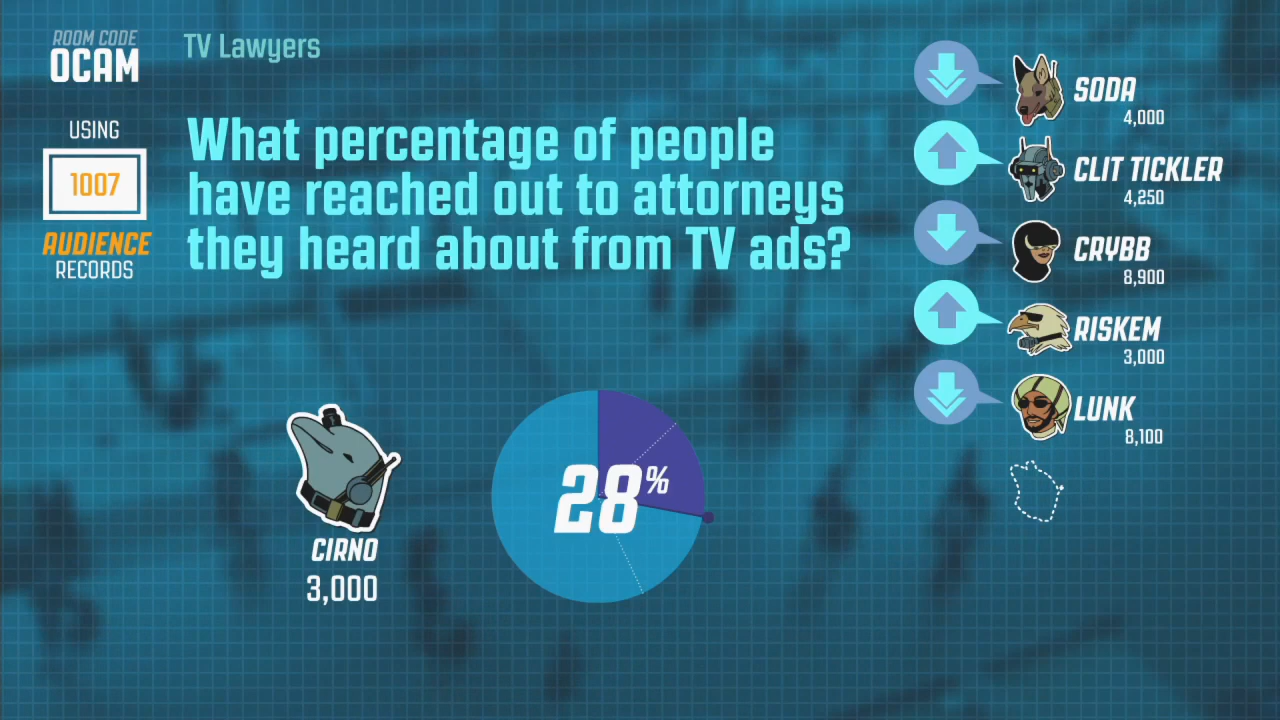 ROOM CODE
OCAM
USING
1007
AUDIENCE
RECORDS
TV Lawyers
What percentage of people
have reached out to attorneys
they heard about from TV ads?
28%
CIRNO
3,000
SODA
4,000
CLIT TICKLER
4,250
CRYBB
8,900
RISKEM
3,000
LUNK
8,100